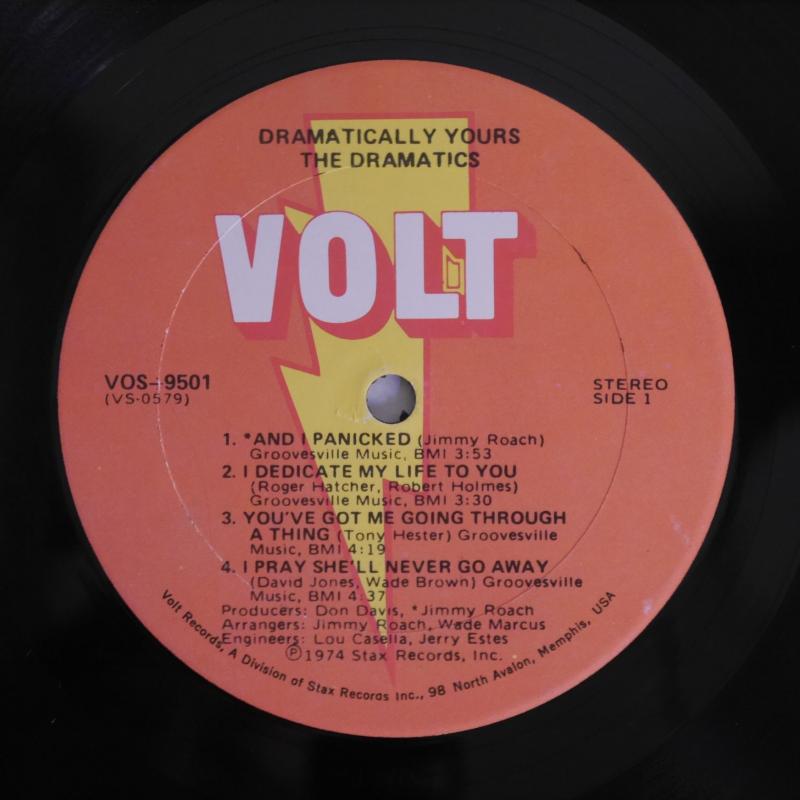 DRAMATICALLY YOURS
THE DRAMATICS
VOLT
VOS-9501
(VS-0579)
STEREO
SIDE 1
1. *AND I PANICKED (Jimmy Roach)
Groovesville Music, BMI 3:53
2. I DEDICATE MY LIFE TO YOU
(Roger Hatcher, Robert Holmes)
Groovesville Music, BMI 3:30
3. YOU'VE GOT ME GOING THROUGH
A THING (Tony Hester) Groovesville
Music, BMI 4:19
4. I PRAY SHE'LL NEVER GO AWAY
(David Jones, Wade Brown) Groovesville
Music, BMI 4:37
Producers: Don Davis, *Jimmy Roach
Arrangers: Jimmy Roach, Wade Marcus
Engineers: Lou Casella, Jerry Estes
Ⓟ1974 Stax Records, Inc.
Volt Records, A Division of Stax Records Inc., 98 North Avalon, Memphis, USA